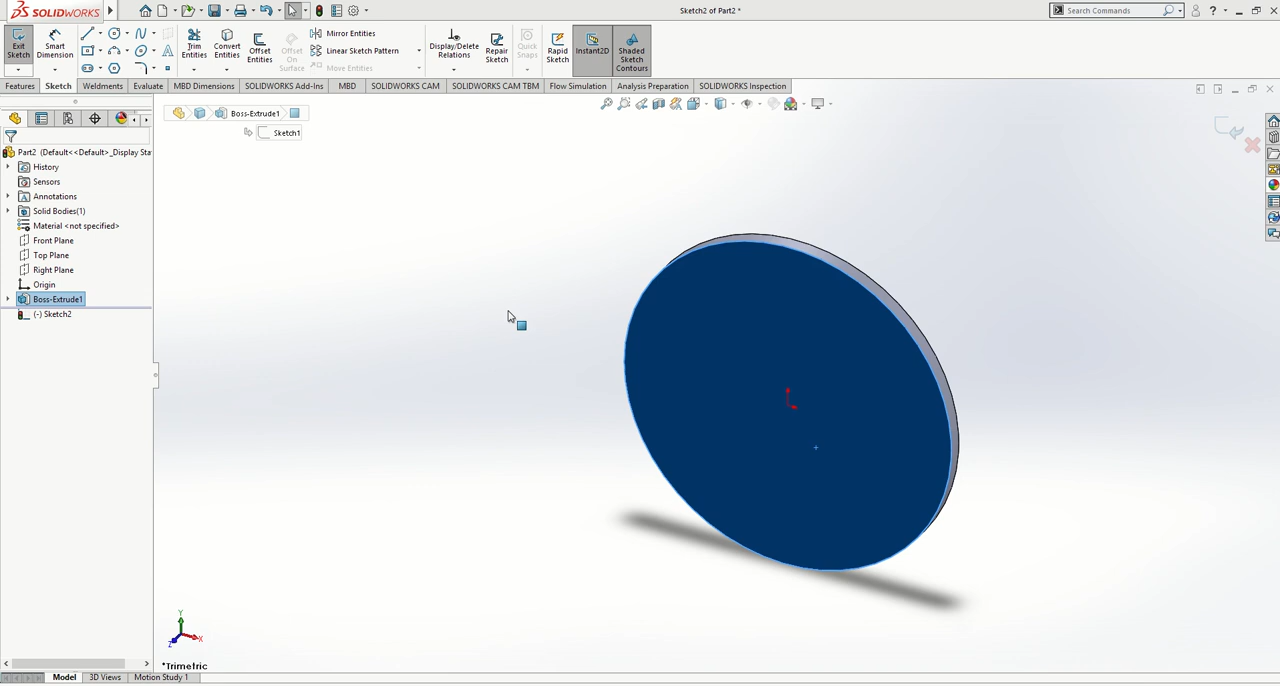 SOLIDWORKS
Sketch2 of Part2 *
Search Commands
?
Exit Sketch
Smart Dimension
Trim Entities
Convert Entities
Offset Entities
Offset On Surface
Mirror Entities
Linear Sketch Pattern
Move Entities
Display/Delete Relations
Repair Sketch
Quick Snaps
Rapid Sketch
Instant2D
Shaded Sketch Contours
Features
Sketch
Weldments
Evaluate
MBD Dimensions
SOLIDWORKS Add-Ins
MBD
SOLIDWORKS CAM
SOLIDWORKS CAM TBM
Flow Simulation
Analysis Preparation
SOLIDWORKS Inspection
Boss-Extrude1
Sketch1
Part2 (Default<<Default>_Display Sta
History
Sensors
Annotations
Solid Bodies(1)
Material <not specified>
Front Plane
Top Plane
Right Plane
Origin
Boss-Extrude1
(-) Sketch2
Y
X
Z
*Trimetric
Model
3D Views
Motion Study 1